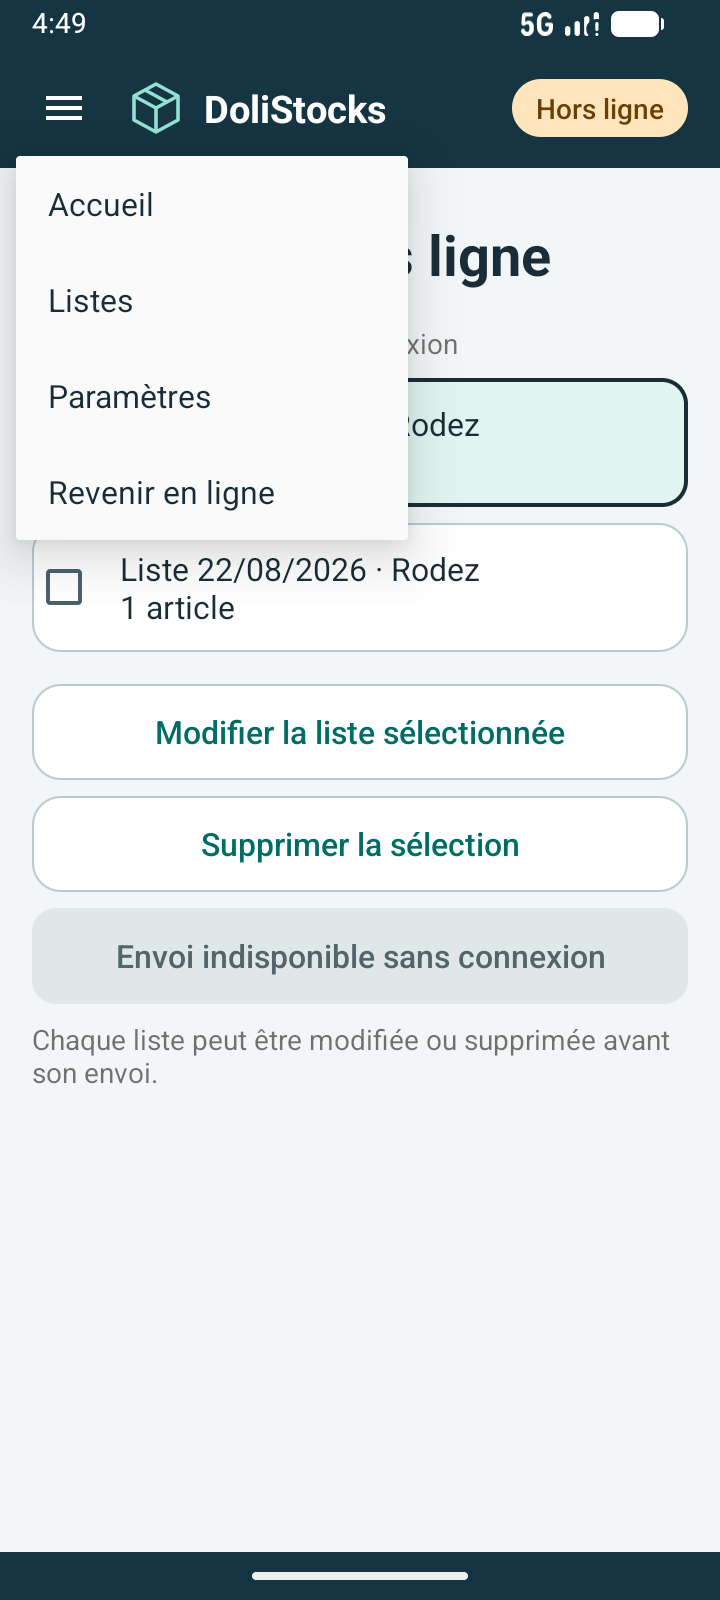 4:49
5G
DoliStocks
Hors ligne
Accueil
ligne
Listes
xion
Paramètres
Rodez
Revenir en ligne
Liste 22/08/2026 · Rodez
1 article
Modifier la liste sélectionnée
Supprimer la sélection
Envoi indisponible sans connexion
Chaque liste peut être modifiée ou supprimée avant
son envoi.